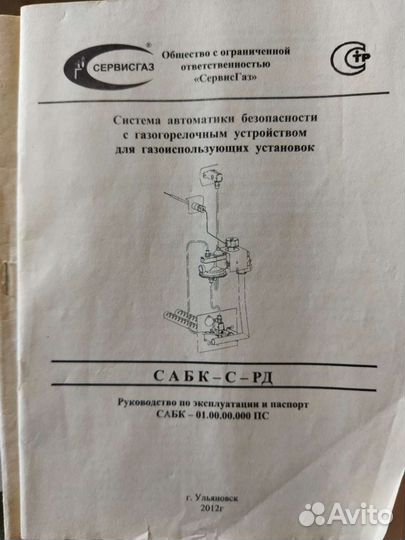 СЕРВИСГАЗ ®
Общество с ограниченной
ответственностью
«СервисГаз»
Система автоматики безопасности
с газогорелочным устройством
для газоиспользующих установок
САБК – С – РД
Руководство по эксплуатации и паспорт
САБК – 01.00.00.000 ПС
г. Ульяновск
2012г
Avito